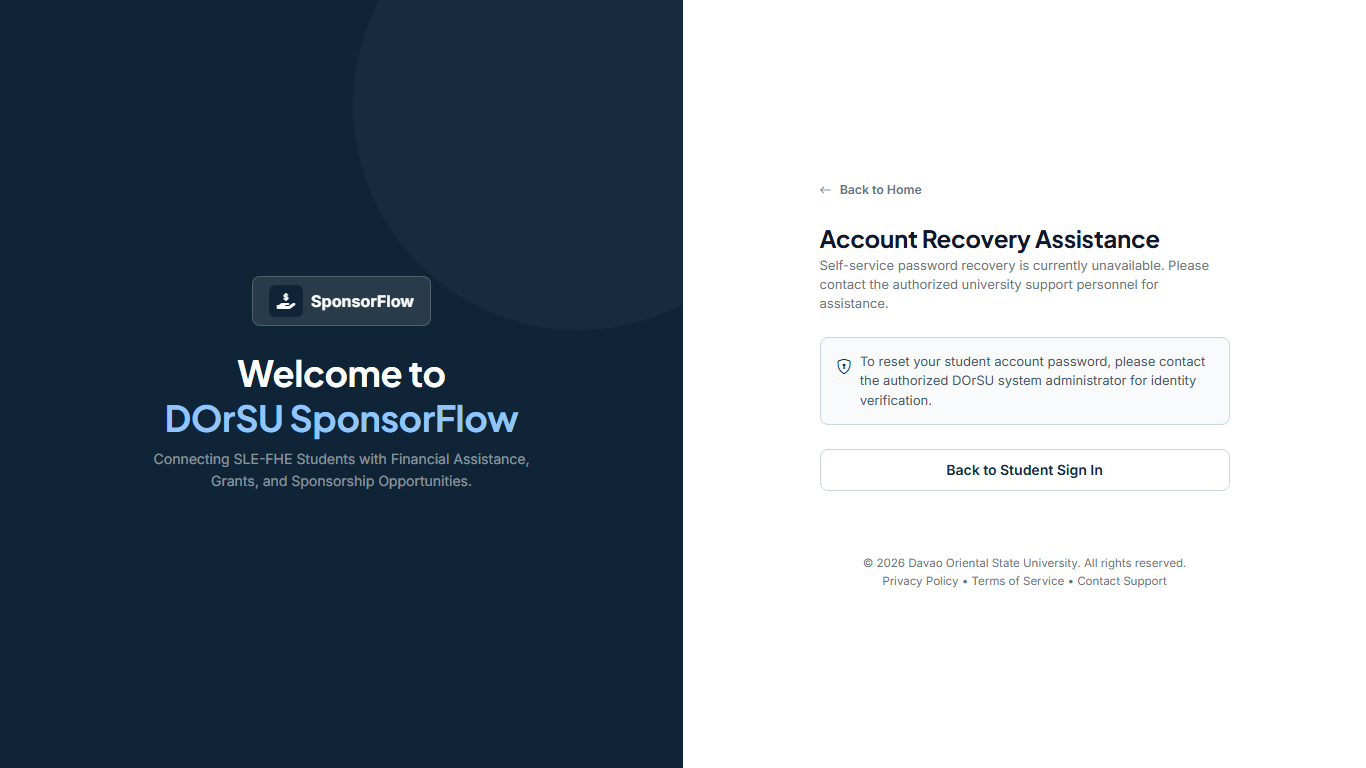 SponsorFlow
Welcome to
DOrSU SponsorFlow
Connecting SLE-FHE Students with Financial Assistance,
Grants, and Sponsorship Opportunities.
← Back to Home
Account Recovery Assistance
Self-service password recovery is currently unavailable. Please
contact the authorized university support personnel for
assistance.
To reset your student account password, please contact
the authorized DOrSU system administrator for identity
verification.
Back to Student Sign In
© 2026 Davao Oriental State University. All rights reserved.
Privacy Policy • Terms of Service • Contact Support